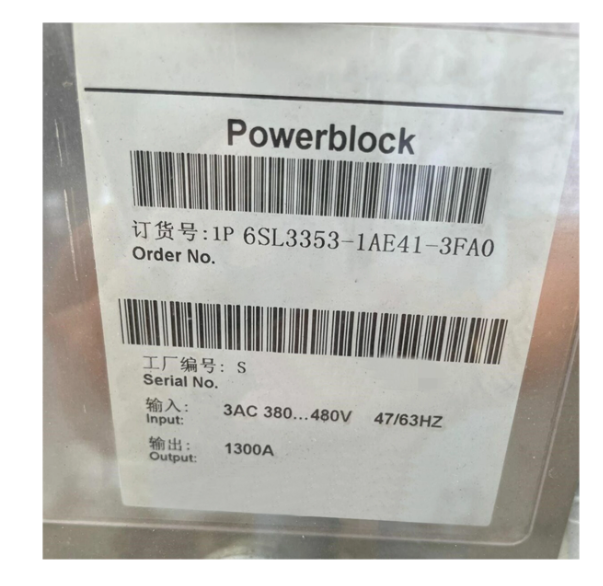 Powerblock
订货号:1P 6SL3353-1AE41-3FA0
Order No.
工厂编号: S
Serial No.
输入: 3AC 380...480V 47/63HZ
Input:
输出: 1300A
Output: